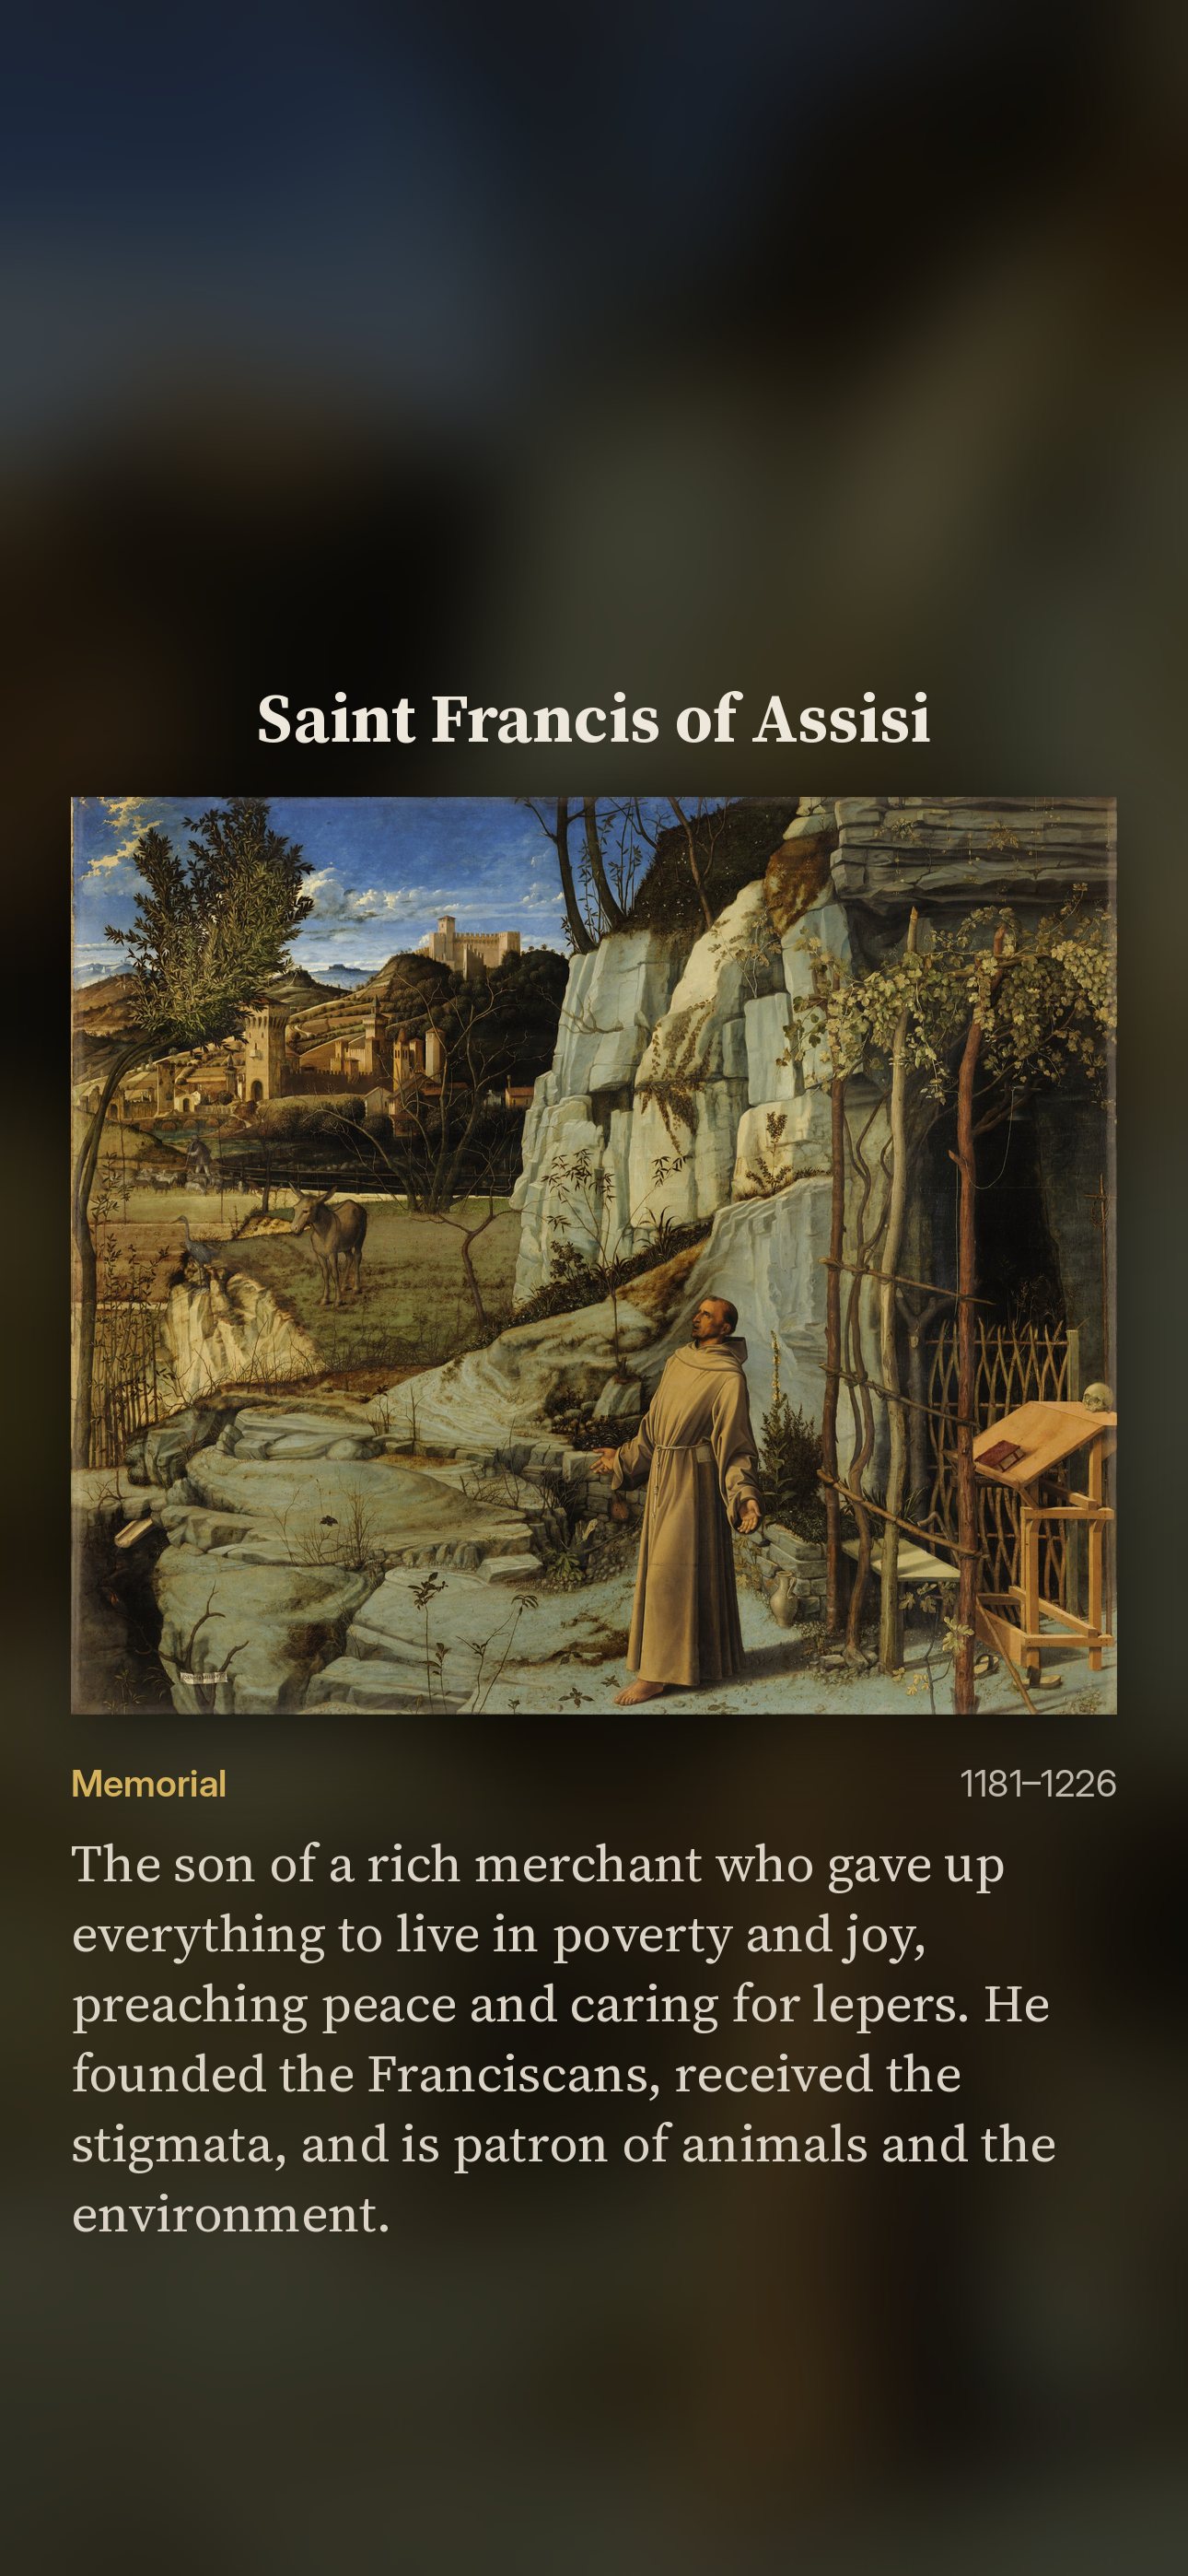 Saint Francis of Assisi
Memorial
1181–1226
The son of a rich merchant who gave up
everything to live in poverty and joy,
preaching peace and caring for lepers. He
founded the Franciscans, received the
stigmata, and is patron of animals and the
environment.